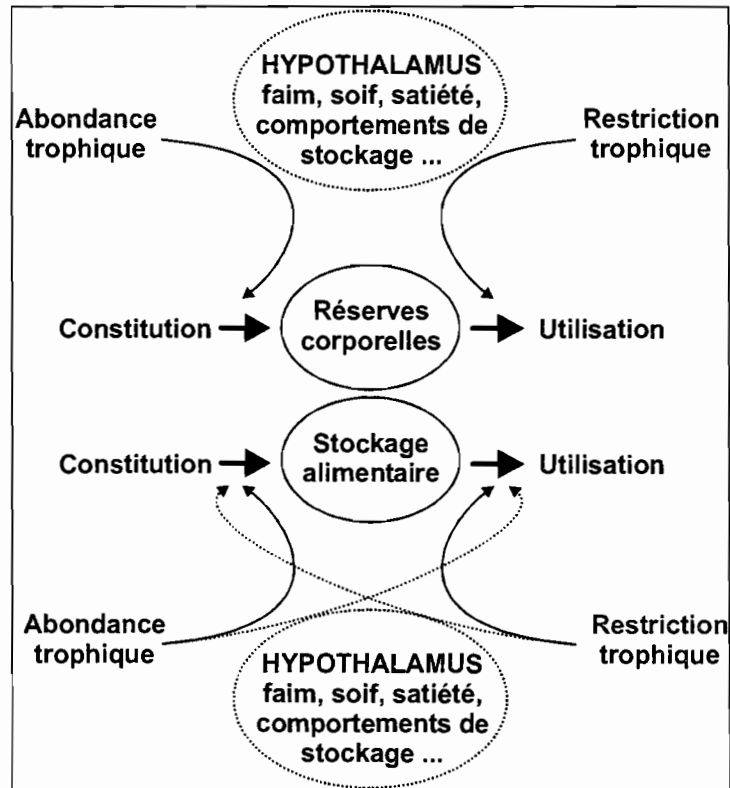 HYPOTHALAMUS
faim, soif, satiété,
comportements de
stockage ...
Abondance
trophique
Restriction
trophique
Constitution
Réserves
corporelles
Utilisation
Constitution
Stockage
alimentaire
Utilisation
Abondance
trophique
Restriction
trophique
HYPOTHALAMUS
faim, soif, satiété,
comportements de
stockage ...